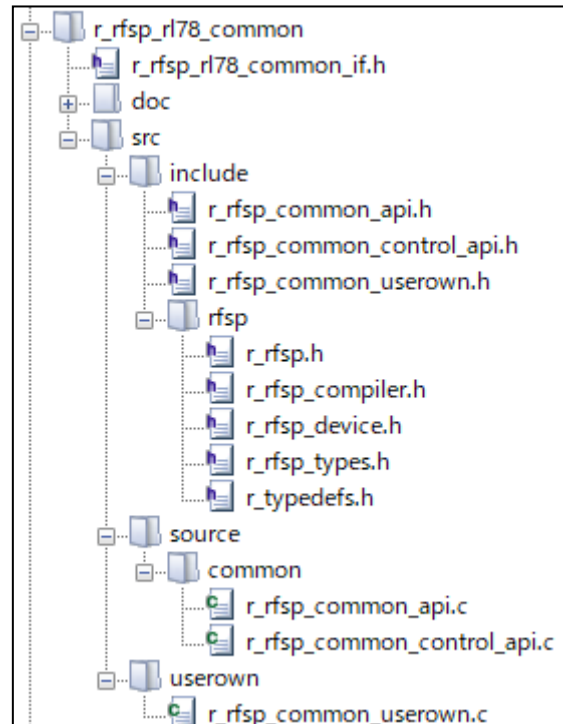 r_rfsp_rl78_common
r_rfsp_rl78_common_if.h
doc
src
include
r_rfsp_common_api.h
r_rfsp_common_control_api.h
r_rfsp_common_userown.h
rfsp
r_rfsp.h
r_rfsp_compiler.h
r_rfsp_device.h
r_rfsp_types.h
r_typedefs.h
source
common
r_rfsp_common_api.c
r_rfsp_common_control_api.c
userown
r_rfsp_common_userown.c